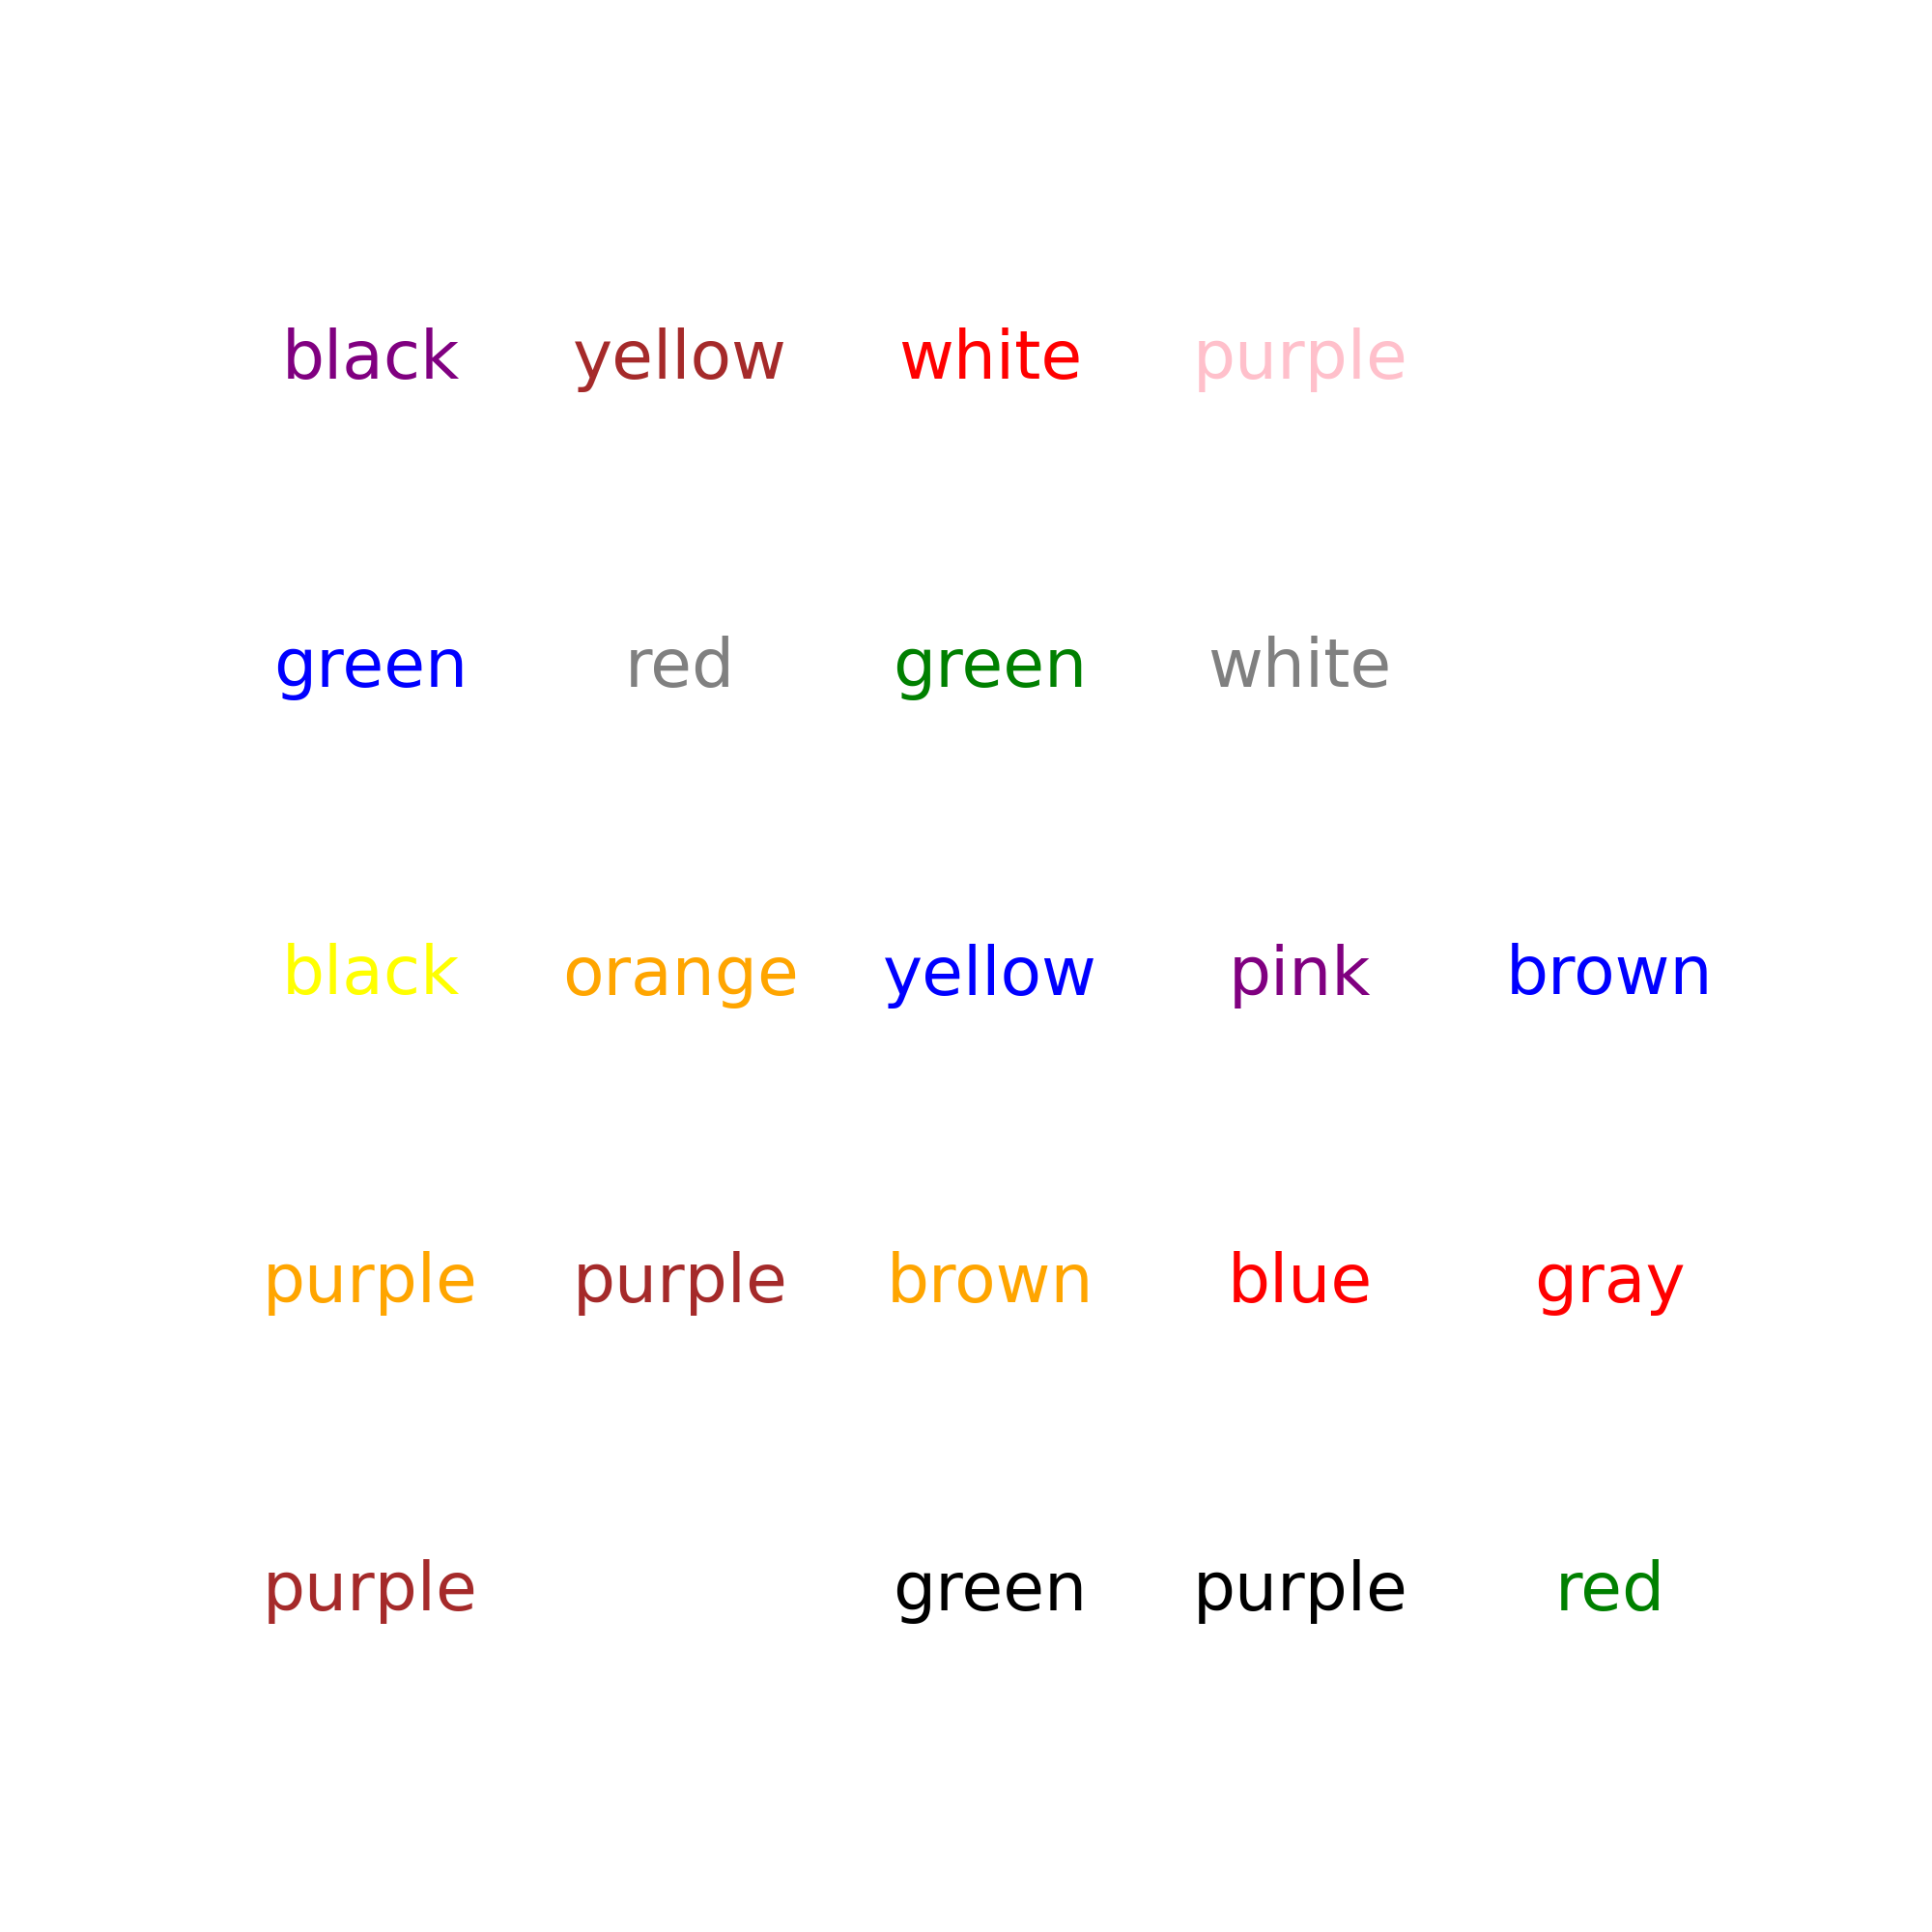 black yellow white purple
green red green white
black orange yellow pink brown
purple purple brown blue gray
purple green purple red